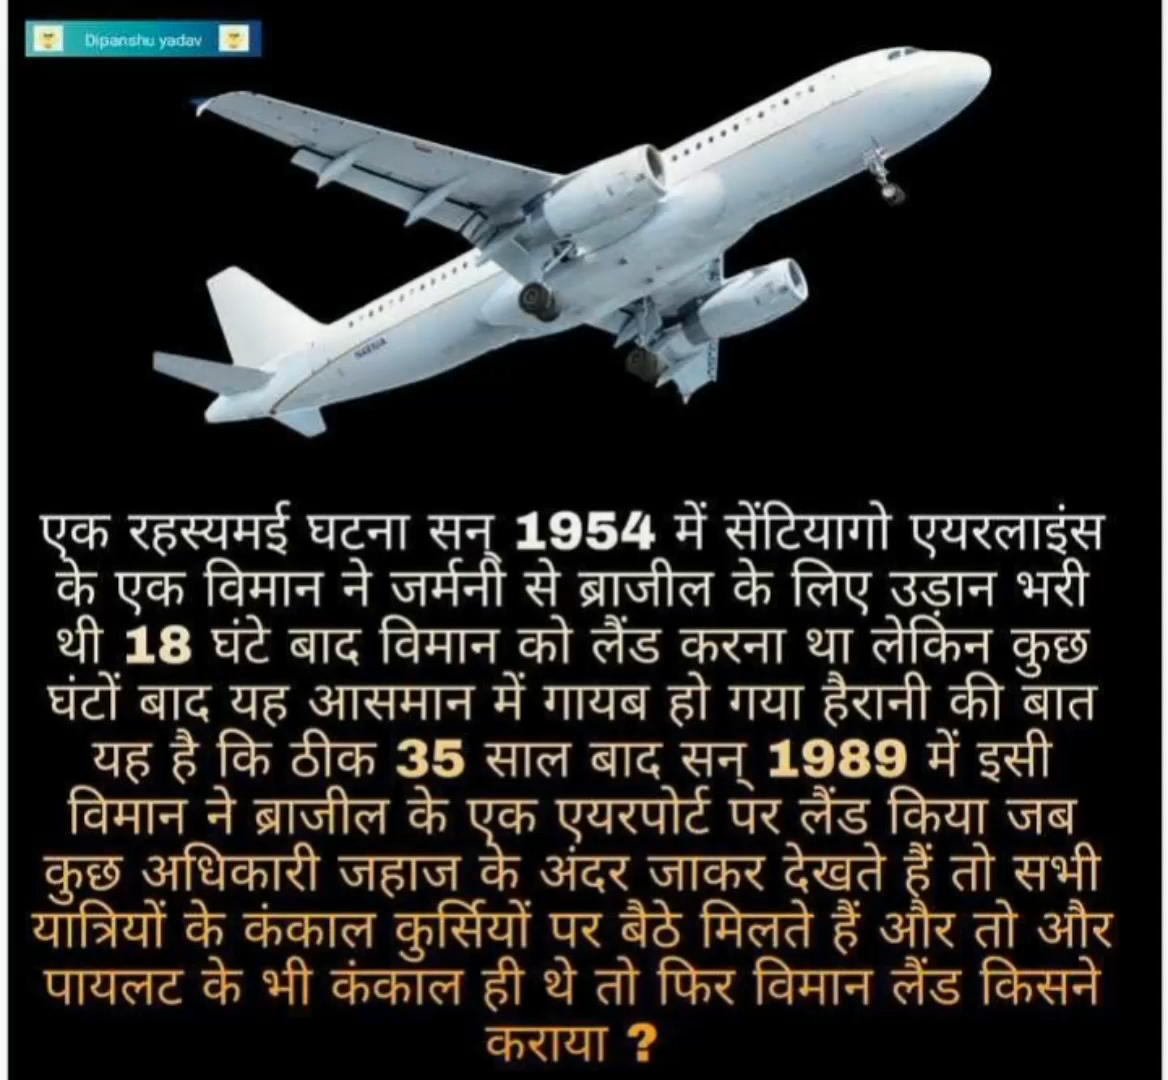 Dipanshu yadav
एक रहस्यमई घटना सन् 1954 में सेंटियागो एयरलाइंस
के एक विमान ने जर्मनी से ब्राजील के लिए उड़ान भरी
थी 18 घंटे बाद विमान को लैंड करना था लेकिन कुछ
घंटों बाद यह आसमान में गायब हो गया हैरानी की बात
यह है कि ठीक 35 साल बाद सन् 1989 में इसी
विमान ने ब्राजील के एक एयरपोर्ट पर लैंड किया जब
कुछ अधिकारी जहाज के अंदर जाकर देखते हैं तो सभी
यात्रियों के कंकाल कुर्सियों पर बैठे मिलते हैं और तो और
पायलट के भी कंकाल ही थे तो फिर विमान लैंड किसने
कराया ?